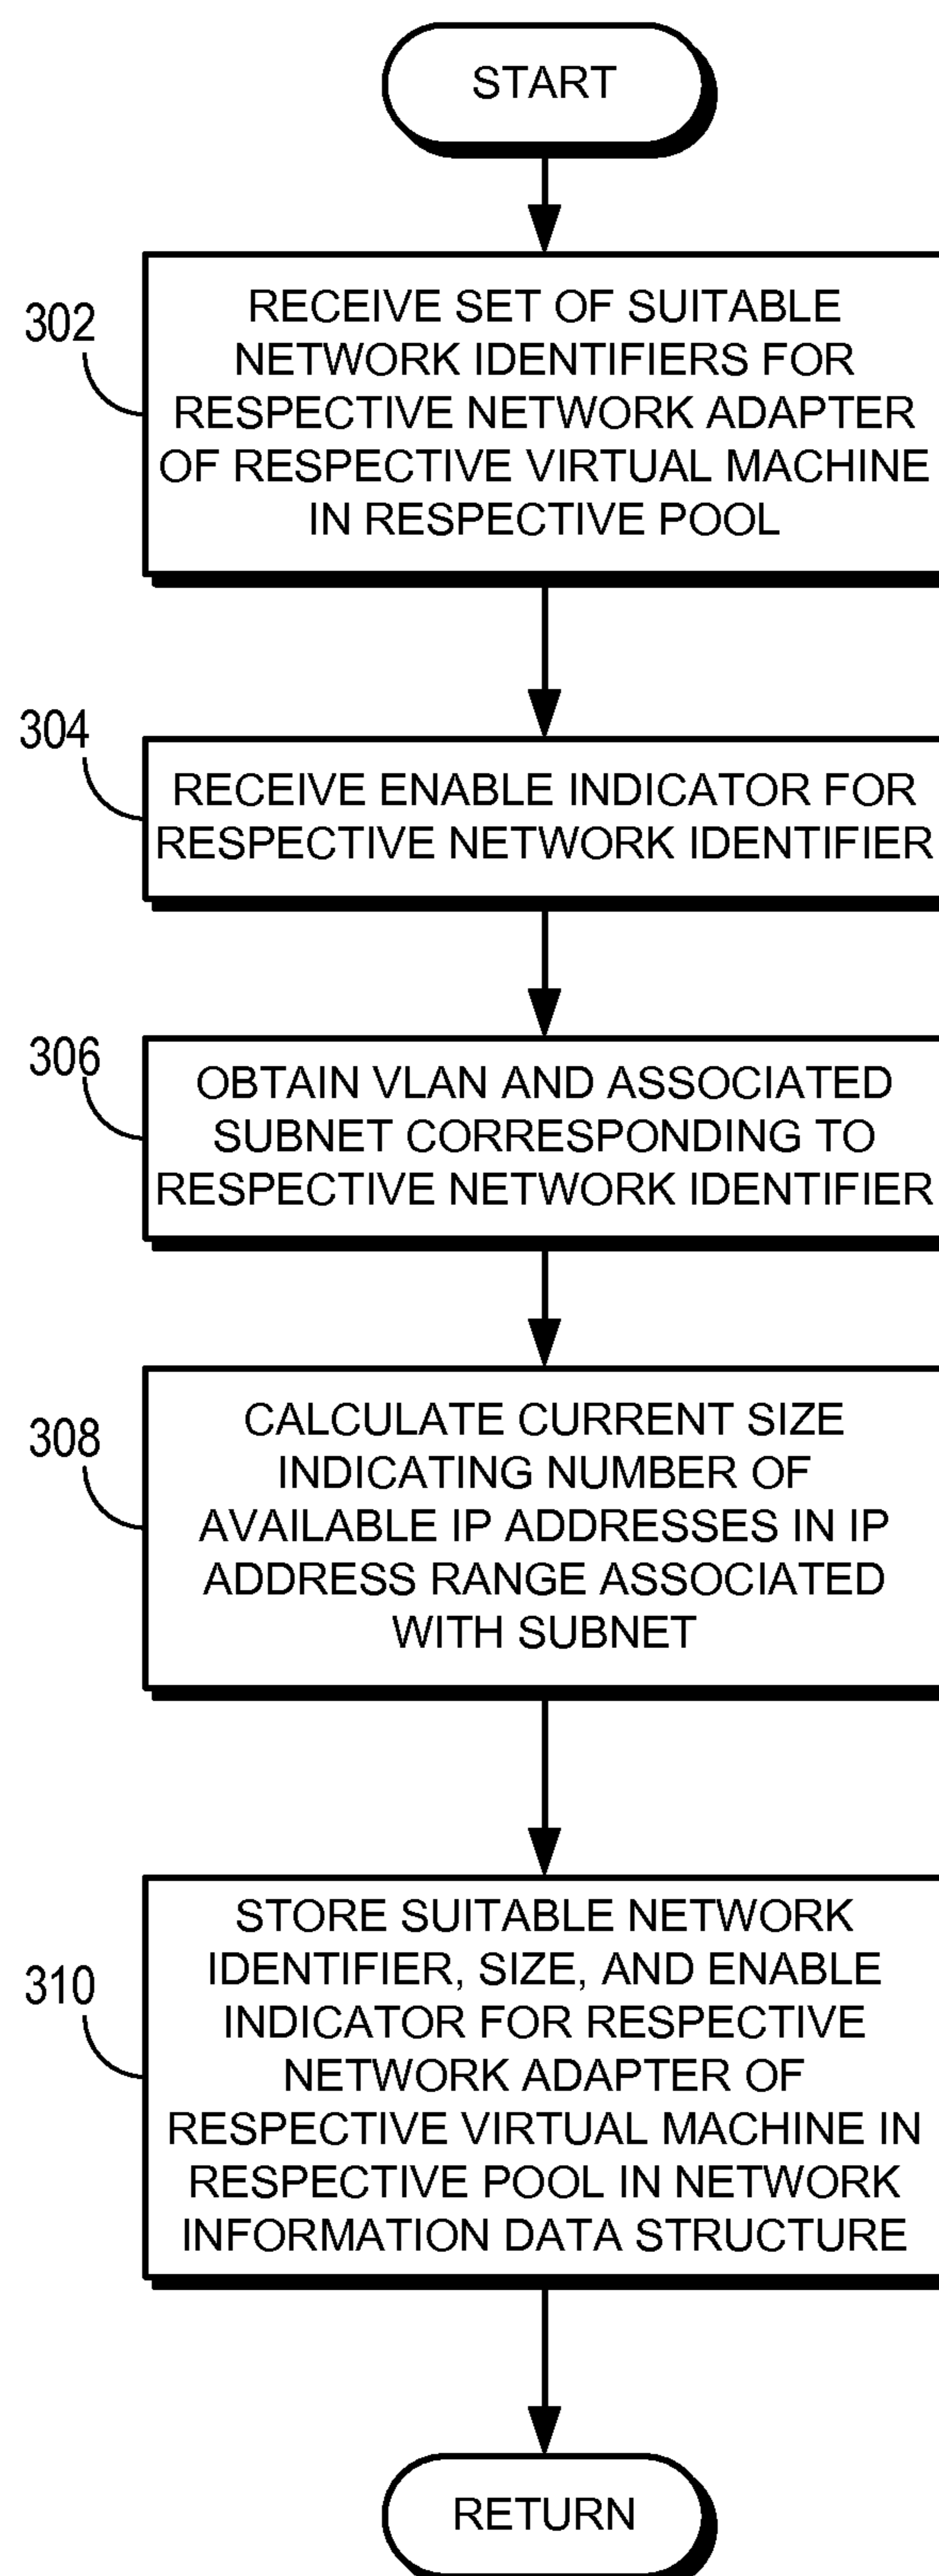 START
302
RECEIVE SET OF SUITABLE
NETWORK IDENTIFIERS FOR
RESPECTIVE NETWORK ADAPTER
OF RESPECTIVE VIRTUAL MACHINE
IN RESPECTIVE POOL
304
RECEIVE ENABLE INDICATOR FOR
RESPECTIVE NETWORK IDENTIFIER
306
OBTAIN VLAN AND ASSOCIATED
SUBNET CORRESPONDING TO
RESPECTIVE NETWORK IDENTIFIER
308
CALCULATE CURRENT SIZE
INDICATING NUMBER OF
AVAILABLE IP ADDRESSES IN IP
ADDRESS RANGE ASSOCIATED
WITH SUBNET
310
STORE SUITABLE NETWORK
IDENTIFIER, SIZE, AND ENABLE
INDICATOR FOR RESPECTIVE
NETWORK ADAPTER OF
RESPECTIVE VIRTUAL MACHINE IN
RESPECTIVE POOL IN NETWORK
INFORMATION DATA STRUCTURE
RETURN